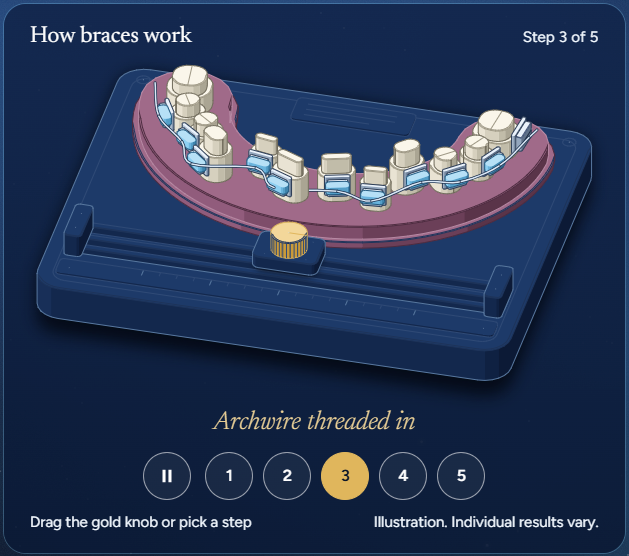 How braces work
Step 3 of 5
Archwire threaded in
1 2 3 4 5
Drag the gold knob or pick a step
Illustration. Individual results vary.